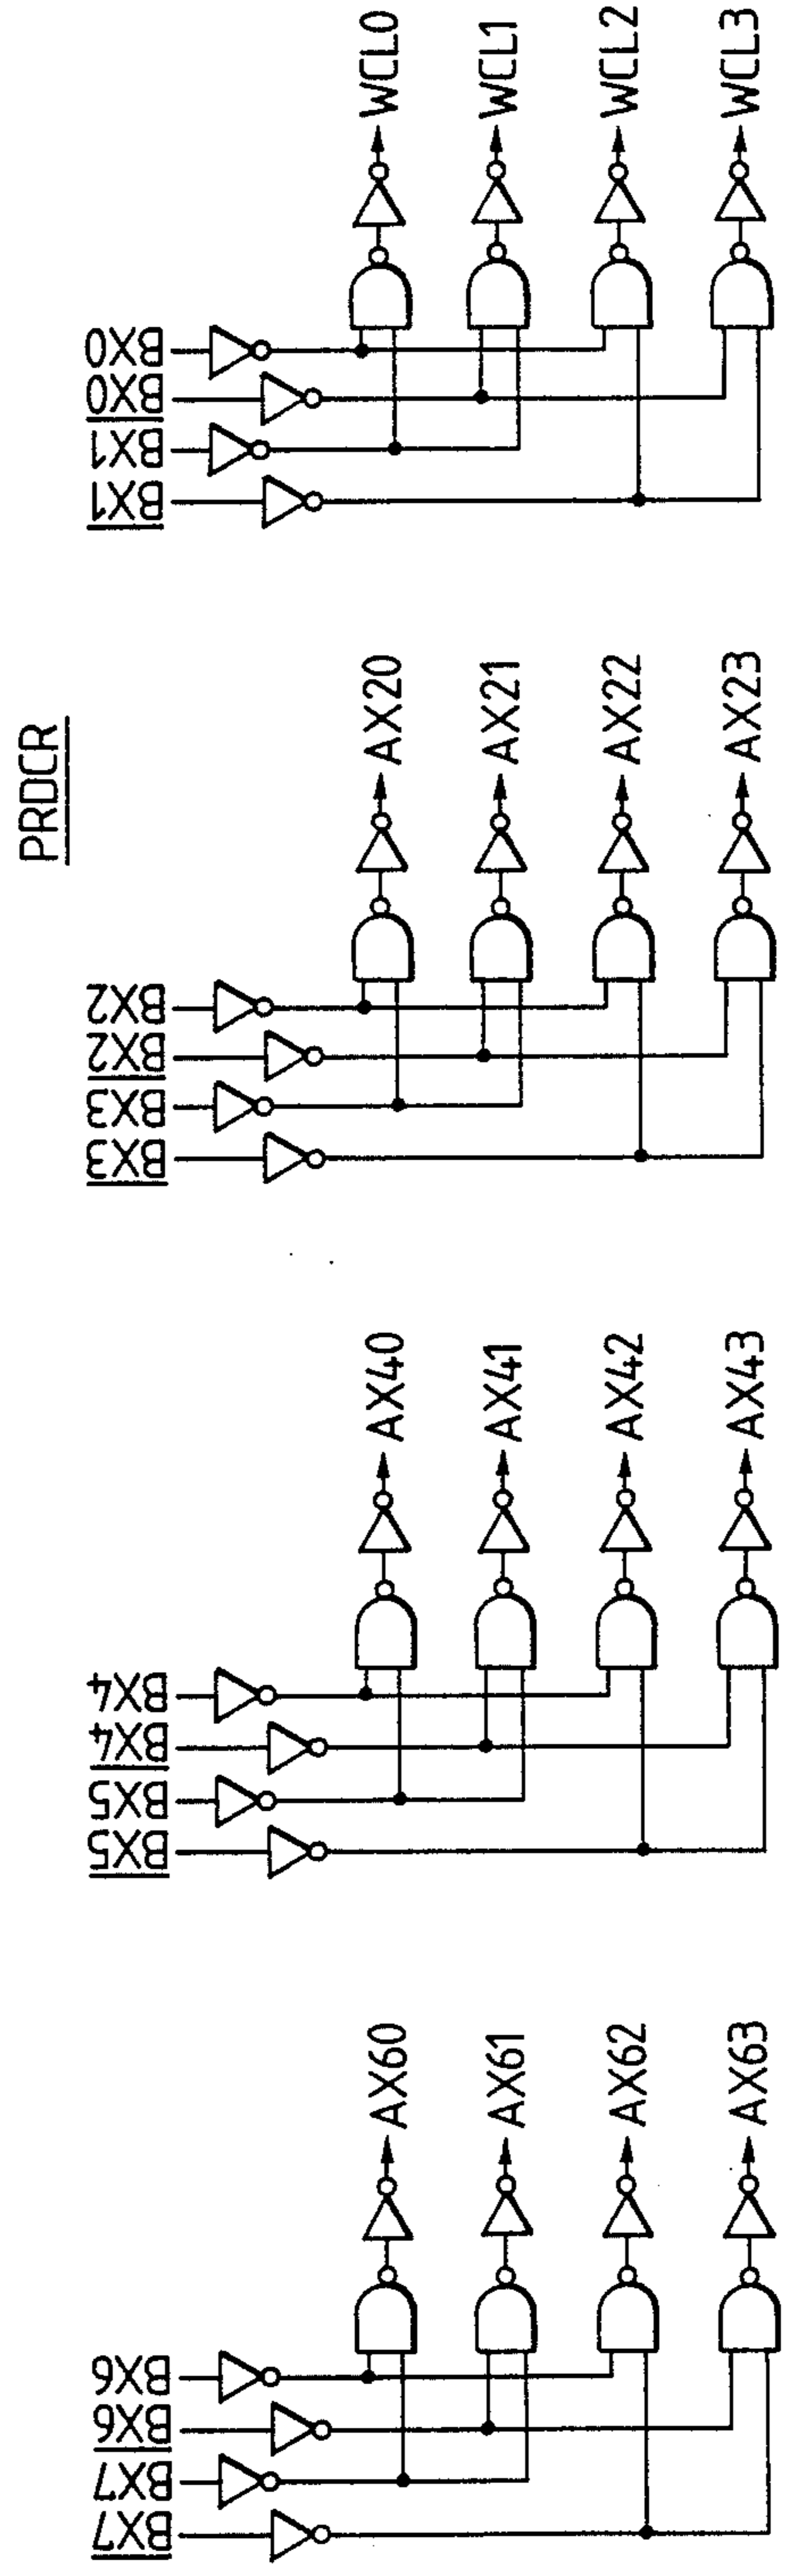 PRDCR
BX7
BX7
BX6
BX6
AX60
AX61
AX62
AX63
BX5
BX5
BX4
BX4
AX40
AX41
AX42
AX43
BX3
BX3
BX2
BX2
AX20
AX21
AX22
AX23
BX1
BX1
BX0
BX0
WCL0
WCL1
WCL2
WCL3